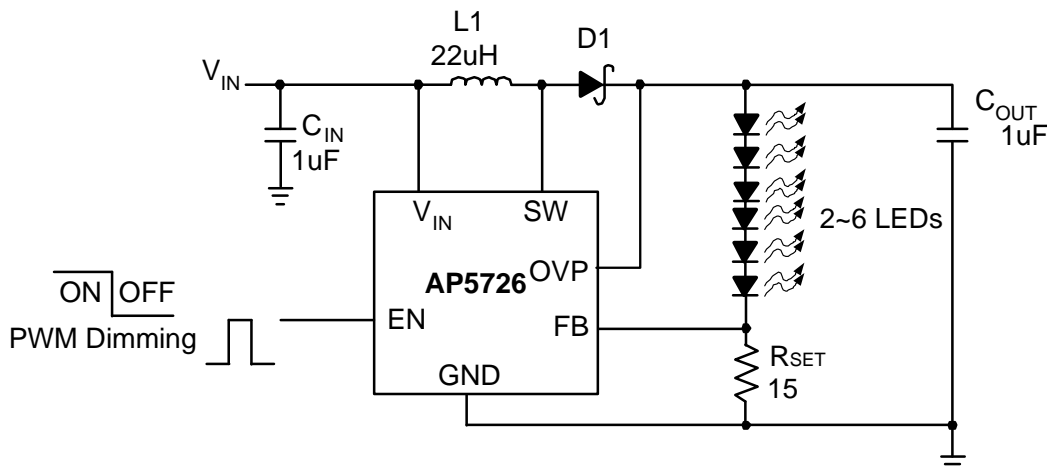 L1
22uH
D1
VIN
CIN
1uF
COUT
1uF
VIN
SW
2~6 LEDs
OVP
AP5726
ON OFF
PWM Dimming
EN
FB
GND
RSET
15